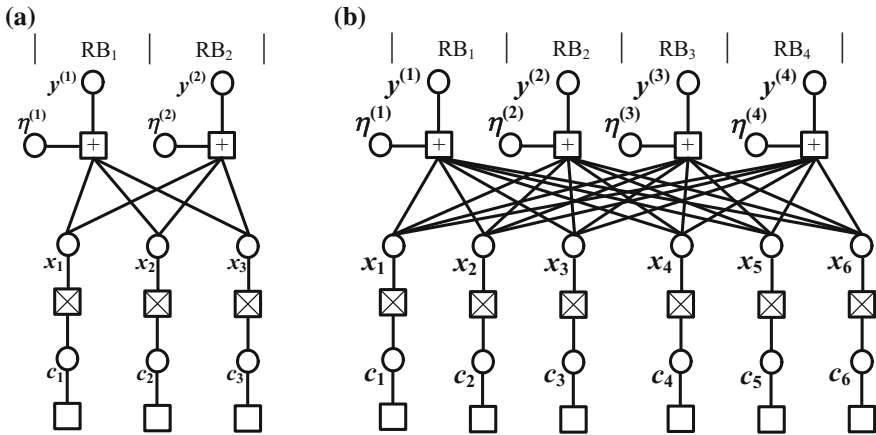 (a) (b)
RB₁ RB₂ RB₁ RB₂ RB₃ RB₄
y⁽¹⁾ y⁽²⁾ y⁽¹⁾ y⁽²⁾ y⁽³⁾ y⁽⁴⁾
η⁽¹⁾ η⁽²⁾ η⁽¹⁾ η⁽²⁾ η⁽³⁾ η⁽⁴⁾
+ + + + + +
x₁ x₂ x₃ x₁ x₂ x₃ x₄ x₅ x₆
c₁ c₂ c₃ c₁ c₂ c₃ c₄ c₅ c₆